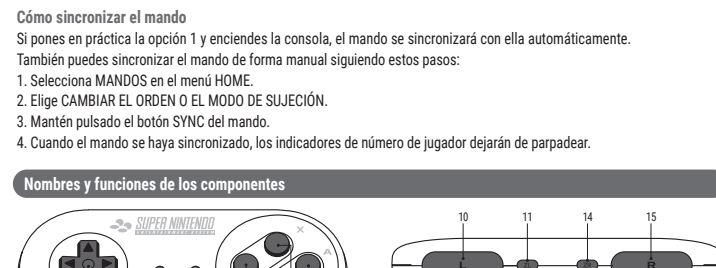 Cómo sincronizar el mando
Si pones en práctica la opción 1 y enciendes la consola, el mando se sincronizará con ella automáticamente.
También puedes sincronizar el mando de forma manual siguiendo estos pasos:
1. Selecciona MANDOS en el menú HOME.
2. Elige CAMBIAR EL ORDEN O EL MODO DE SUJECIÓN.
3. Mantén pulsado el botón SYNC del mando.
4. Cuando el mando se haya sincronizado, los indicadores de número de jugador dejarán de parpadear.
Nombres y funciones de los componentes
10 11 14 15
SUPER NINTENDO
ENTERTAINMENT SYSTEM
X
A
L ZL ZR R